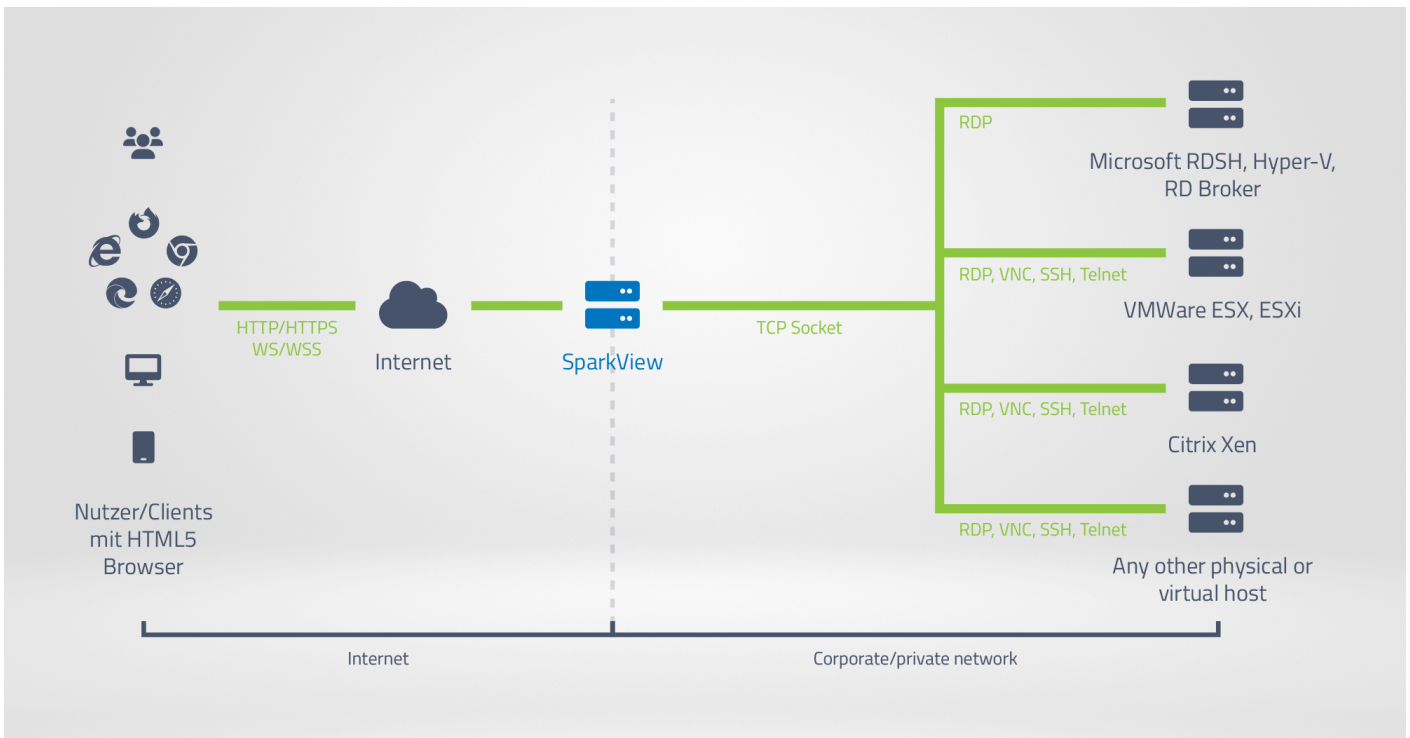 RDP
Microsoft RDSH, Hyper-V,
RD Broker
RDP, VNC, SSH, Telnet
VMWare ESX, ESXi
HTTP/HTTPS
WS/WSS
Internet
SparkView
TCP Socket
RDP, VNC, SSH, Telnet
Citrix Xen
Nutzer/Clients
mit HTML5
Browser
RDP, VNC, SSH, Telnet
Any other physical or
virtual host
Internet
Corporate/private network